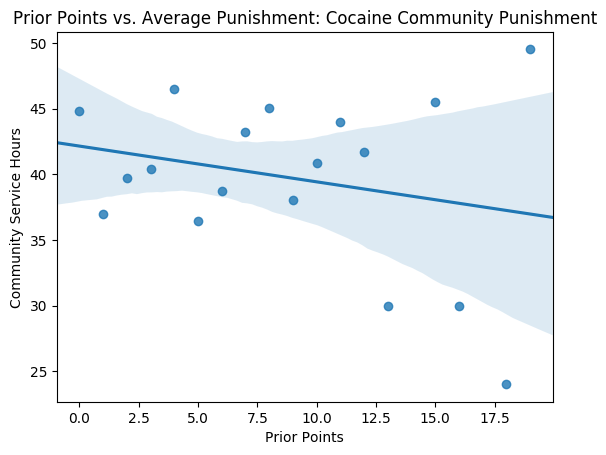 Prior Points vs. Average Punishment: Cocaine Community Punishment
50
45
40
35
30
25
Community Service Hours
0.0 2.5 5.0 7.5 10.0 12.5 15.0 17.5
Prior Points